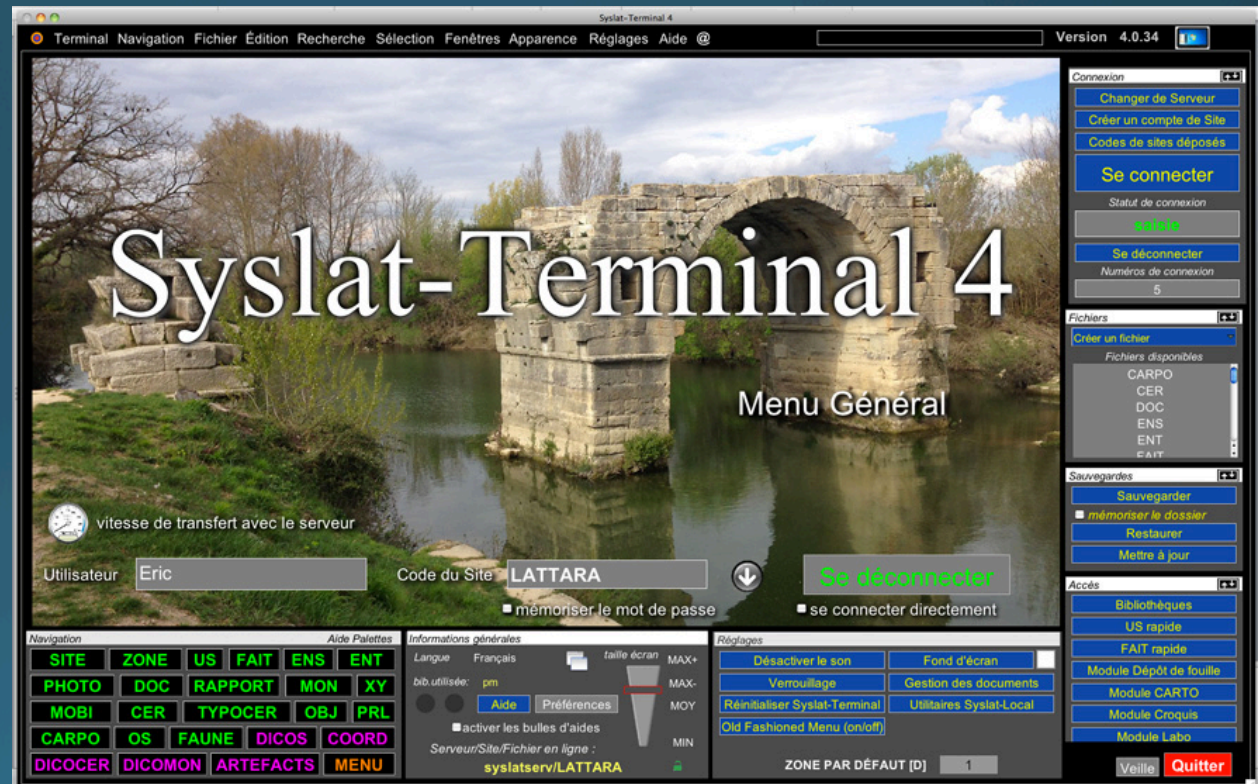 Syslat-Terminal 4
Terminal Navigation Fichier Édition Recherche Sélection Fenêtres Apparence Réglages Aide @
Version 4.0.34
Syslat-Terminal 4
Menu Général
vitesse de transfert avec le serveur
Utilisateur Eric
Code du Site LATTARA
Se déconnecter
mémoriser le mot de passe
se connecter directement
Connexion
Changer de Serveur
Créer un compte de Site
Codes de sites déposés
Se connecter
Statut de connexion
saisie
Se déconnecter
Numéros de connexion
5
Fichiers
Créer un fichier
Fichiers disponibles
CARPO
CER
DOC
ENS
ENT
FAIT
Sauvegardes
Sauvegarder
mémoriser le dossier
Restaurer
Mettre à jour
Accès
Bibliothèques
US rapide
FAIT rapide
Module Dépôt de fouille
Module CARTO
Module Croquis
Module Labo
Veille Quitter
Navigation Aide Palettes
SITE ZONE US FAIT ENS ENT
PHOTO DOC RAPPORT MON XY
MOBI CER TYPOCER OBJ PRL
CARPO OS FAUNE DICOS COORD
DICOCER DICOMON ARTEFACTS MENU
Informations générales
Langue Français taille écran MAX+
bib.utilisée: pm MAX-
Aide Préférences MOY
activer les bulles d'aides
MIN
Serveur/Site/Fichier en ligne :
syslatserv/LATTARA
Réglages
Désactiver le son Fond d'écran
Verrouillage Gestion des documents
Réinitialiser Syslat-Terminal Utilitaires Syslat-Local
Old Fashioned Menu (on/off)
ZONE PAR DÉFAUT [D] 1